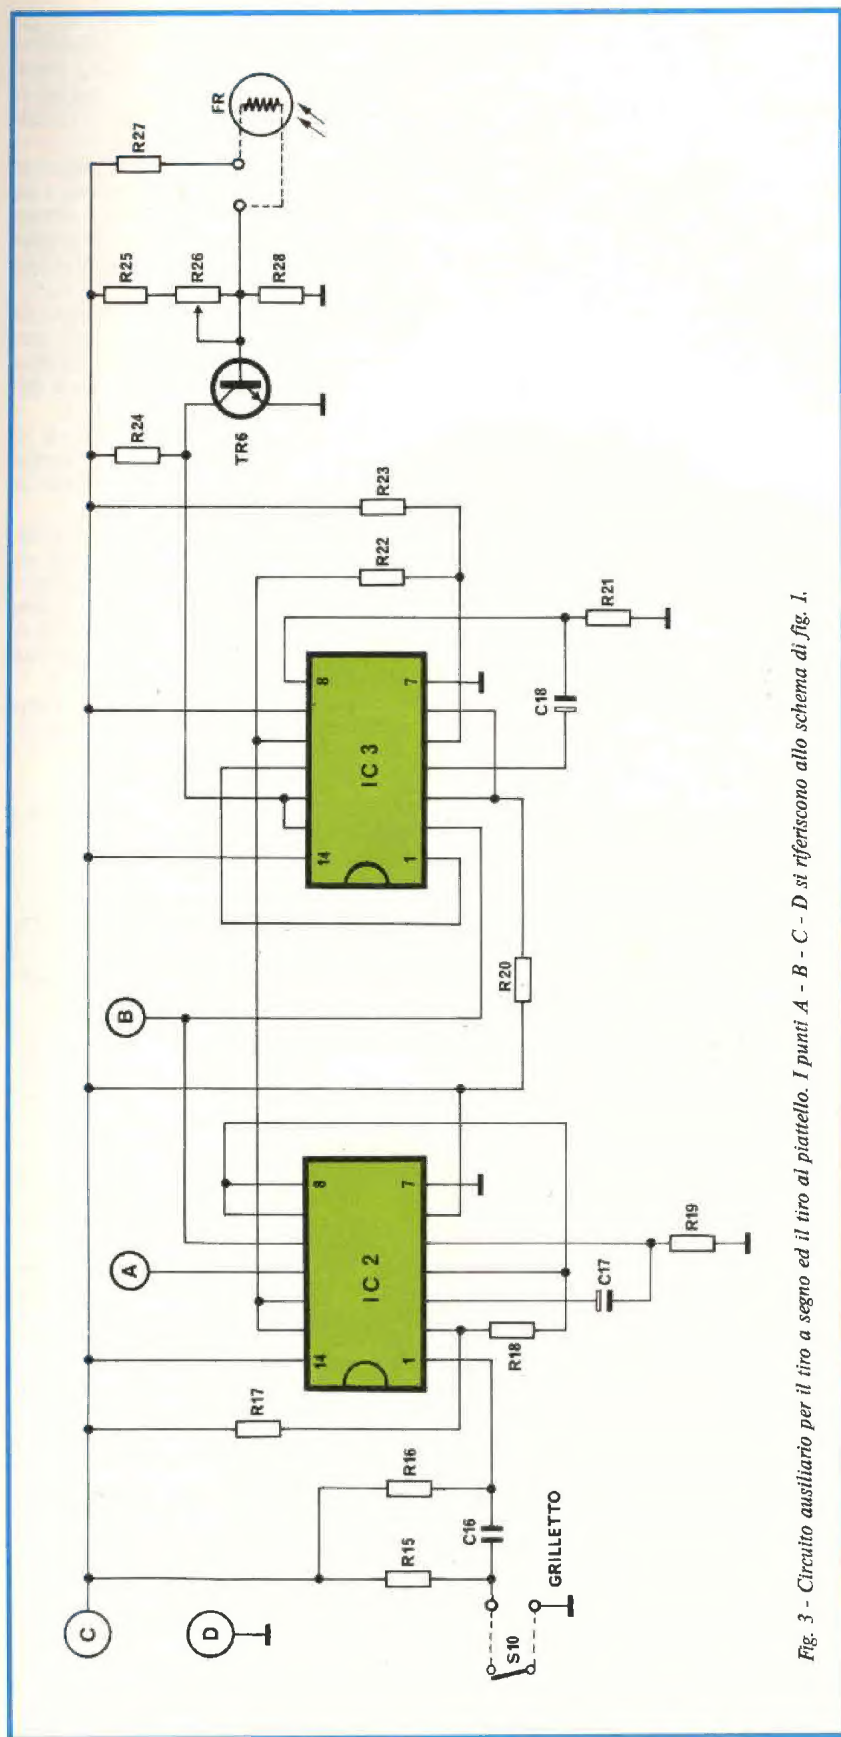 C
D
S10
GRILLETTO
R15
C16
R16
R17
14
1
IC 2
8
7
A
R18
C17
R19
B
R20
14
1
IC 3
8
7
C18
R21
R22
R23
R24
TR6
R25
R26
R28
R27
FR
Fig. 3 - Circuito ausiliario per il tiro a segno ed il tiro al piattello. I punti A - B - C - D si riferiscono allo schema di fig. 1.